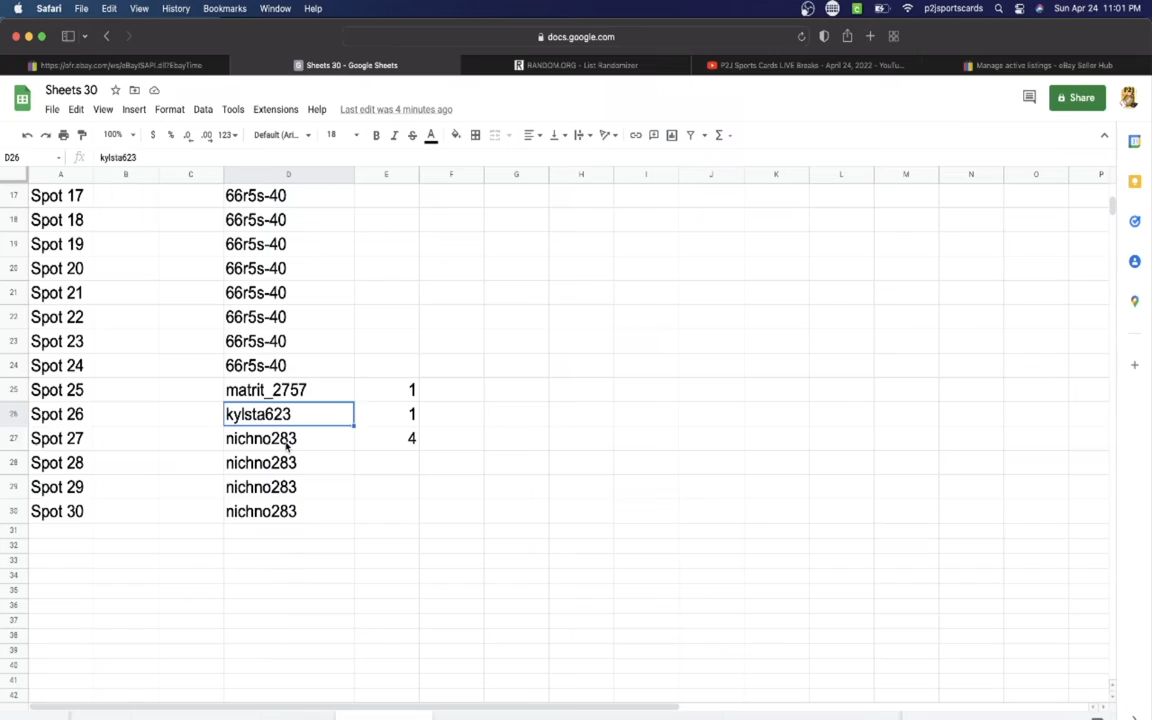 Safari File Edit View History Bookmarks Window Help p2jsportscards Sun Apr 24 11:01 PM
docs.google.com
https://ofr.ebay.com/ws/eBayISAPI.dll?EbayTime Sheets 30 - Google Sheets RANDOM.ORG - List Randomizer P2J Sports Cards LIVE Breaks - April 24, 2022 - YouTu... Manage active listings - eBay Seller Hub
Sheets 30
File Edit View Insert Format Data Tools Extensions Help Last edit was 4 minutes ago
Share
100% $ % .0 .00 123 Default (Ari... 18 B I S A
D26 fx kylsta623
A B C D E F G H I J K L M N O P
17 Spot 17 66r5s-40
18 Spot 18 66r5s-40
19 Spot 19 66r5s-40
20 Spot 20 66r5s-40
21 Spot 21 66r5s-40
22 Spot 22 66r5s-40
23 Spot 23 66r5s-40
24 Spot 24 66r5s-40
25 Spot 25 matrit_2757 1
26 Spot 26 kylsta623 1
27 Spot 27 nichno283 4
28 Spot 28 nichno283
29 Spot 29 nichno283
30 Spot 30 nichno283
31
32
33
34
35
36
37
38
39
40
41
42